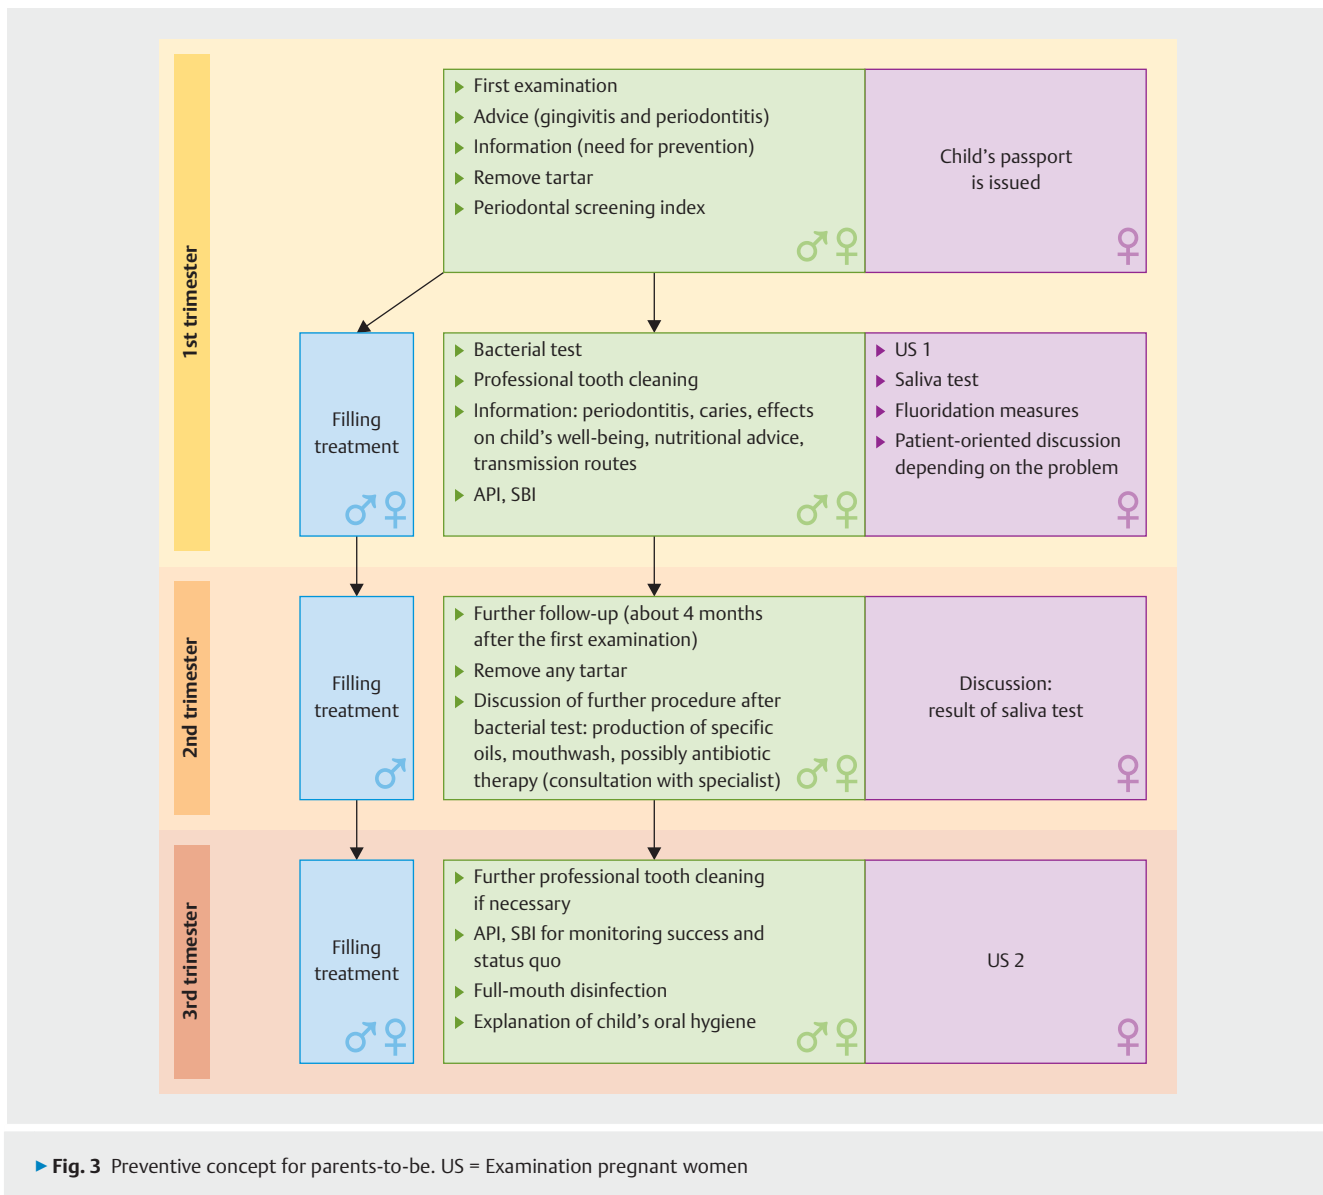 1st trimester
First examination
Advice (gingivitis and periodontitis)
Information (need for prevention)
Remove tartar
Periodontal screening index
Child’s passport
is issued
Filling
treatment
Bacterial test
Professional tooth cleaning
Information: periodontitis, caries, effects
on child’s well-being, nutritional advice,
transmission routes
API, SBI
US 1
Saliva test
Fluoridation measures
Patient-oriented discussion
depending on the problem
2nd trimester
Filling
treatment
Further follow-up (about 4 months
after the first examination)
Remove any tartar
Discussion of further procedure after
bacterial test: production of specific
oils, mouthwash, possibly antibiotic
therapy (consultation with specialist)
Discussion:
result of saliva test
3rd trimester
Filling
treatment
Further professional tooth cleaning
if necessary
API, SBI for monitoring success and
status quo
Full-mouth disinfection
Explanation of child’s oral hygiene
US 2
Fig. 3 Preventive concept for parents-to-be. US = Examination pregnant women